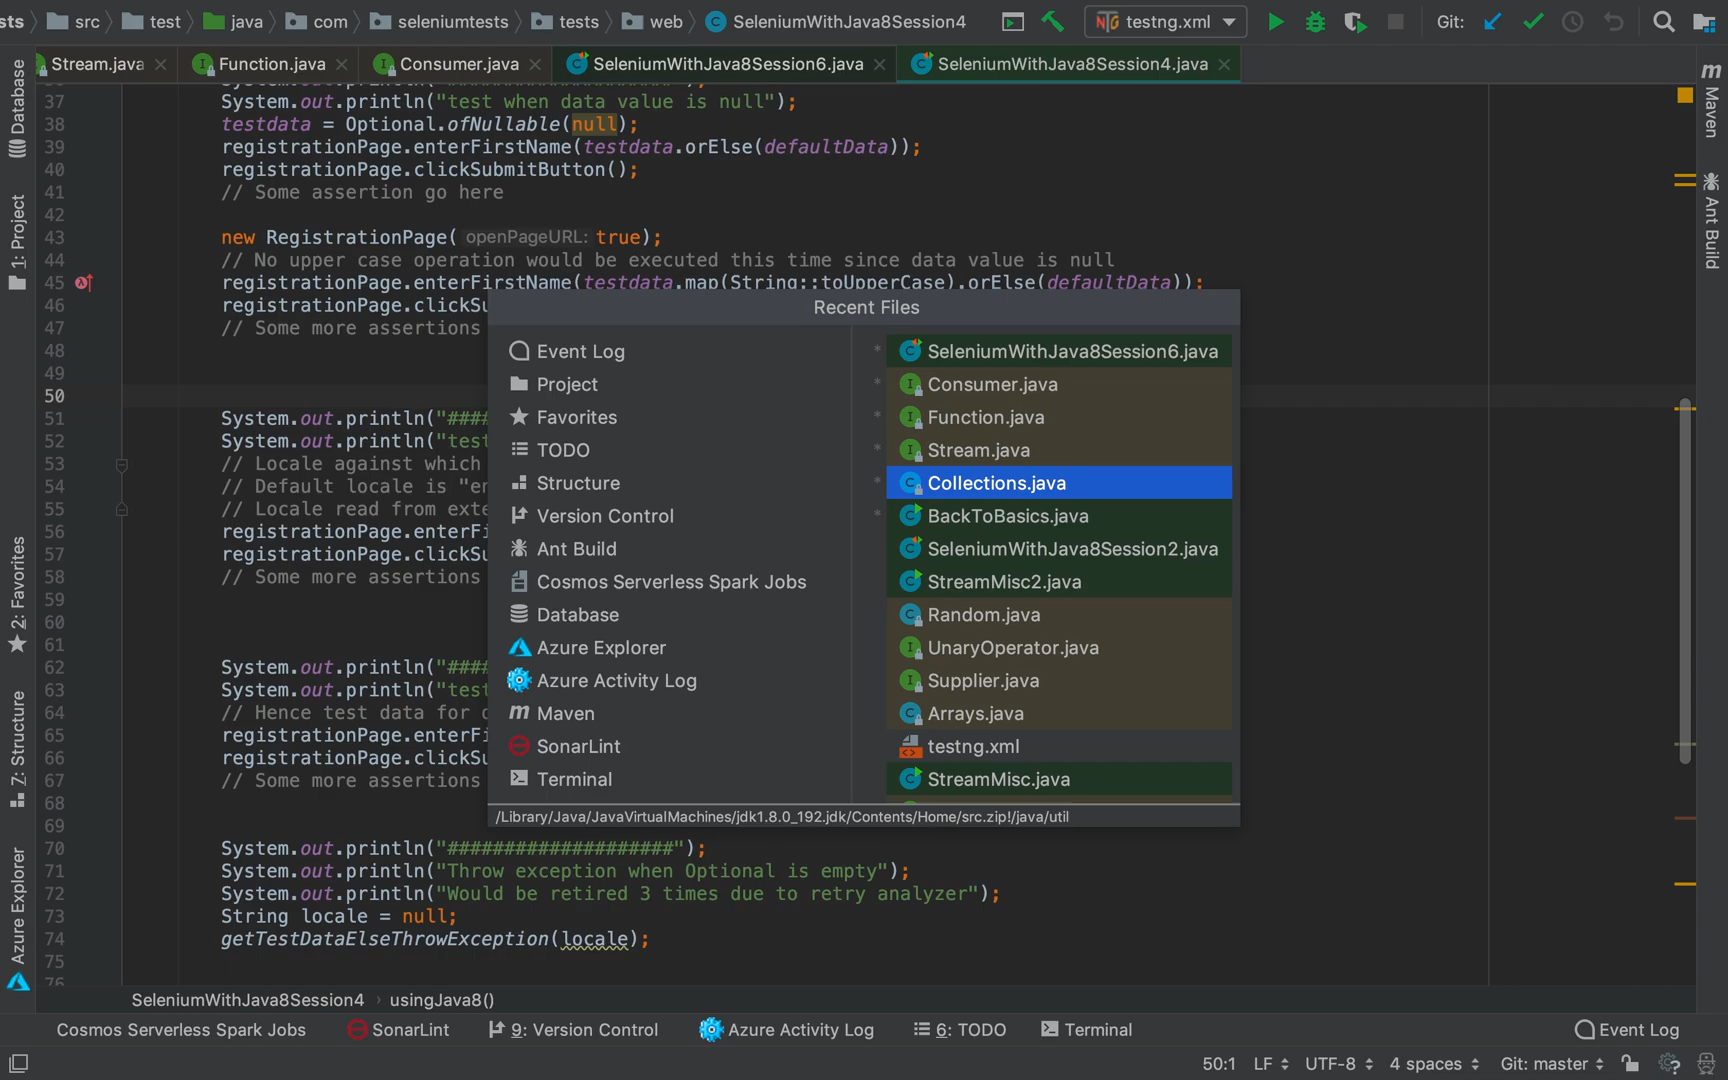 sts src test java com seleniumtests tests web SeleniumWithJava8Session4 testng.xml Git:
Stream.java Function.java Consumer.java SeleniumWithJava8Session6.java SeleniumWithJava8Session4.java
37 System.out.println("test when data value is null");
38 testdata = Optional.ofNullable(null);
39 registrationPage.enterFirstName(testdata.orElse(defaultData));
40 registrationPage.clickSubmitButton();
41 // Some assertion go here
42
43 new RegistrationPage( openPageURL: true);
44 // No upper case operation would be executed this time since data value is null
45 registrationPage.enterFirstName(testdata.map(String::toUpperCase).orElse(defaultData));
46 registrationPage.clickSu
47 // Some more assertions
48
49
50
51 System.out.println("####
52 System.out.println("test
53 // Locale against which
54 // Default locale is "en
55 // Locale read from exte
56 registrationPage.enterFi
57 registrationPage.clickSu
58 // Some more assertions
59
60
61
62 System.out.println("####
63 System.out.println("test
64 // Hence test data for
65 registrationPage.enterFi
66 registrationPage.clickSu
67 // Some more assertions
68
69
70 System.out.println("####################");
71 System.out.println("Throw exception when Optional is empty");
72 System.out.println("Would be retired 3 times due to retry analyzer");
73 String locale = null;
74 getTestDataElseThrowException(locale);
75
76
Recent Files
Event Log
Project
Favorites
TODO
Structure
Version Control
Ant Build
Cosmos Serverless Spark Jobs
Database
Azure Explorer
Azure Activity Log
Maven
SonarLint
Terminal
* SeleniumWithJava8Session6.java
* Consumer.java
* Function.java
* Stream.java
* Collections.java
* BackToBasics.java
SeleniumWithJava8Session2.java
StreamMisc2.java
Random.java
UnaryOperator.java
Supplier.java
Arrays.java
testng.xml
StreamMisc.java
/Library/Java/JavaVirtualMachines/jdk1.8.0_192.jdk/Contents/Home/src.zip!/java/util
Database
1: Project
2: Favorites
7: Structure
Azure Explorer
Maven
Ant Build
SeleniumWithJava8Session4 › usingJava8()
Cosmos Serverless Spark Jobs SonarLint 9: Version Control Azure Activity Log 6: TODO Terminal Event Log
50:1 LF UTF-8 4 spaces Git: master